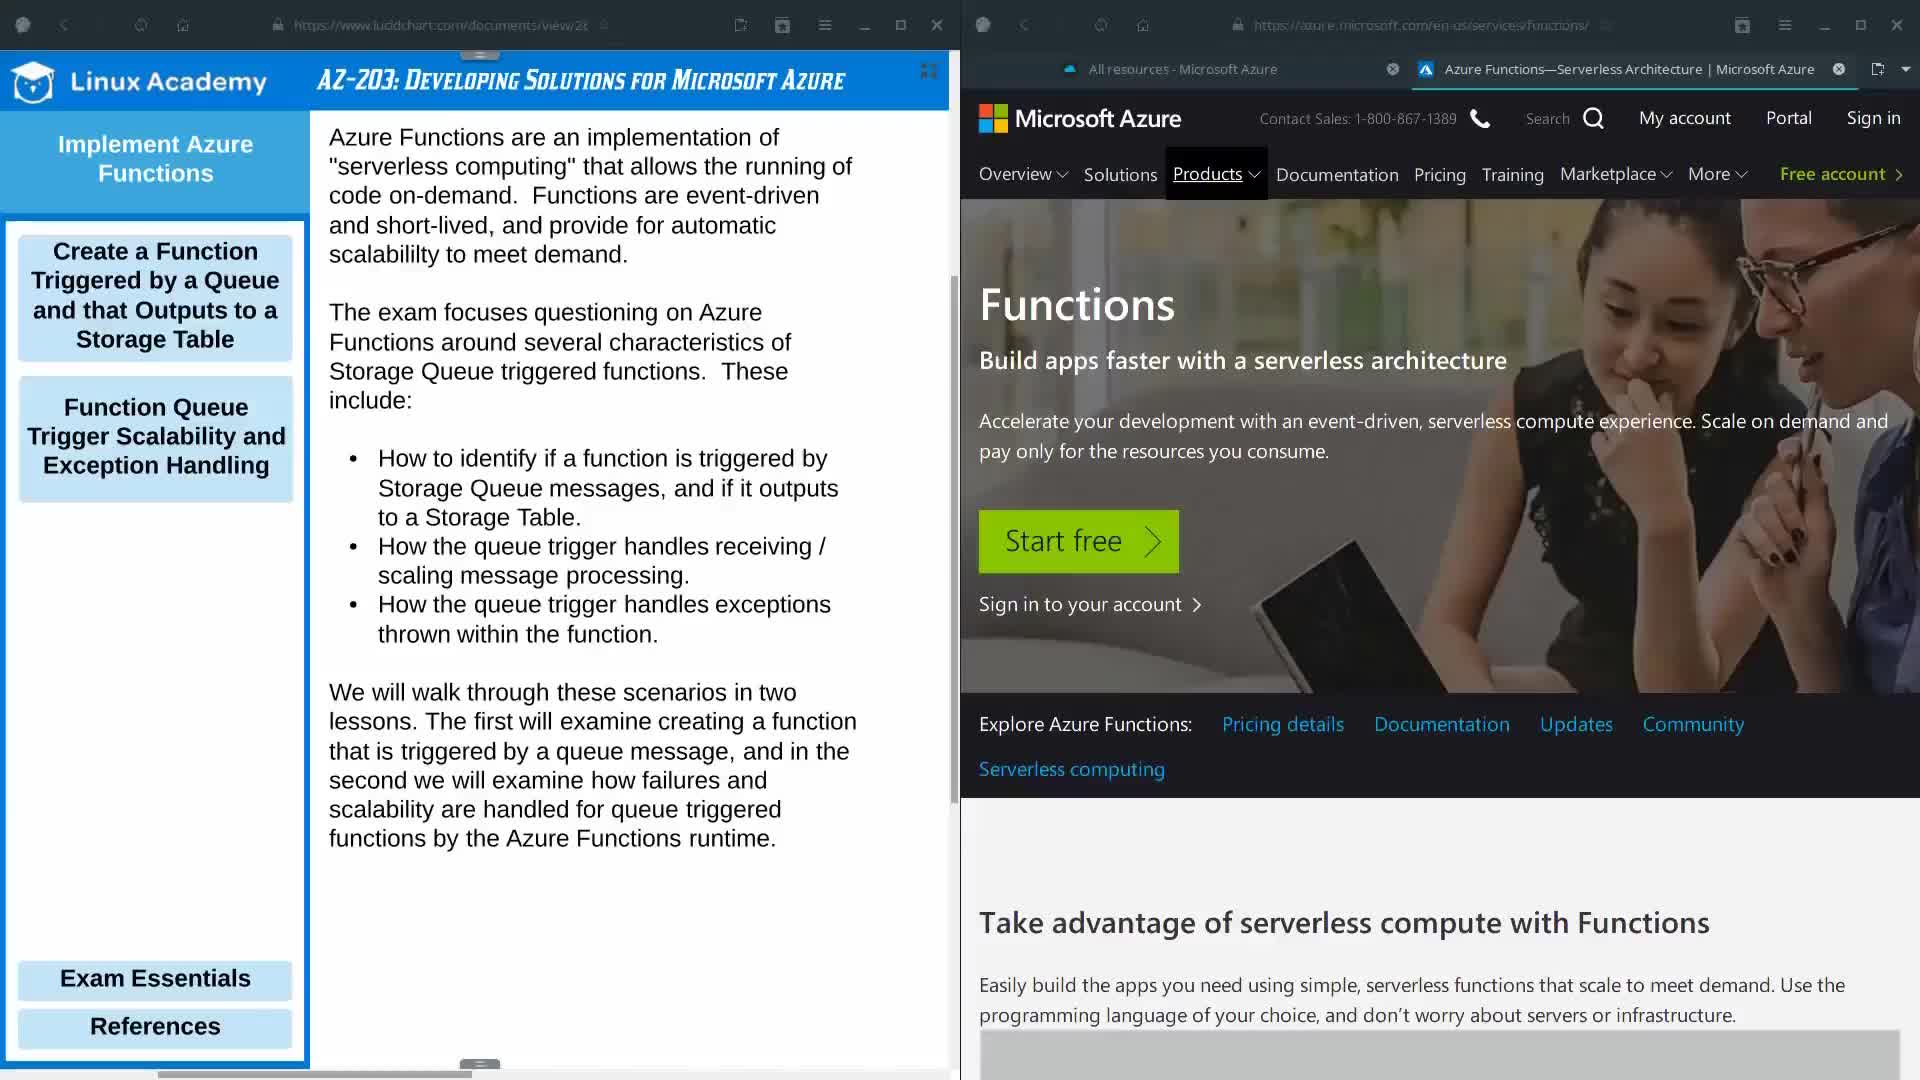 https://www.lucidchart.com/documents/view/2t
https://azure.microsoft.com/en-us/services/functions/
All resources - Microsoft Azure
Azure Functions—Serverless Architecture | Microsoft Azure
Linux Academy
AZ-203: Developing Solutions for Microsoft Azure
Implement Azure
Functions
Create a Function
Triggered by a Queue
and that Outputs to a
Storage Table
Function Queue
Trigger Scalability and
Exception Handling
Exam Essentials
References
Azure Functions are an implementation of
"serverless computing" that allows the running of
code on-demand.  Functions are event-driven
and short-lived, and provide for automatic
scalabililty to meet demand.
The exam focuses questioning on Azure
Functions around several characteristics of
Storage Queue triggered functions.  These
include:
• How to identify if a function is triggered by
Storage Queue messages, and if it outputs
to a Storage Table.
• How the queue trigger handles receiving /
scaling message processing.
• How the queue trigger handles exceptions
thrown within the function.
We will walk through these scenarios in two
lessons. The first will examine creating a function
that is triggered by a queue message, and in the
second we will examine how failures and
scalability are handled for queue triggered
functions by the Azure Functions runtime.
Microsoft Azure
Contact Sales: 1-800-867-1389
Search
My account
Portal
Sign in
Overview
Solutions
Products
Documentation
Pricing
Training
Marketplace
More
Free account
Functions
Build apps faster with a serverless architecture
Accelerate your development with an event-driven, serverless compute experience. Scale on demand and
pay only for the resources you consume.
Start free
Sign in to your account
Explore Azure Functions:
Pricing details
Documentation
Updates
Community
Serverless computing
Take advantage of serverless compute with Functions
Easily build the apps you need using simple, serverless functions that scale to meet demand. Use the
programming language of your choice, and don’t worry about servers or infrastructure.